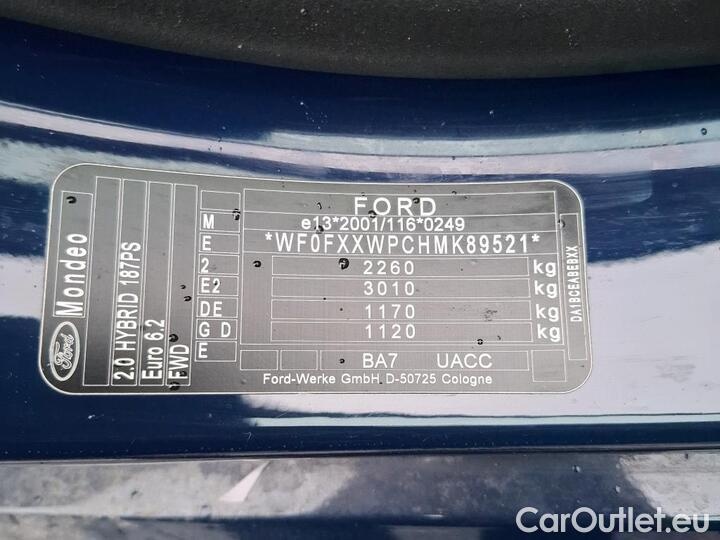 FORD
e13*2001/116*0249
*WF0FXXWPCHMK89521*
2260 kg
3010 kg
1170 kg
1120 kg
BA7 UACC
Ford-Werke GmbH, D-50725 Cologne
M
E
2
E2
DE
G D
E
Ford
Mondeo
2.0 HYBRID 187PS
Euro 6.2
FWD
DA1BCEABEBXX
CarOutlet.eu